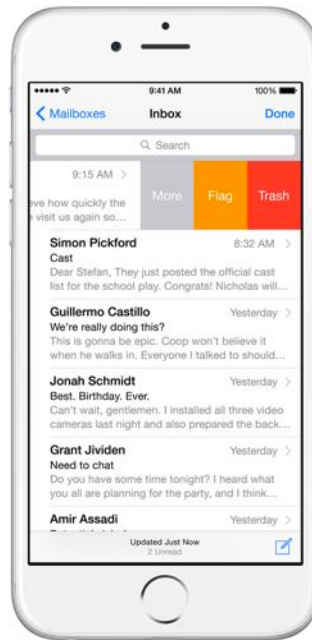 9:41 AM 100%
Mailboxes Inbox Done
Search
9:15 AM
eve how quickly the
e visit us again so...
More Flag Trash
Simon Pickford 8:32 AM
Cast
Dear Stefan, They just posted the official cast
list for the school play. Congrats! Nicholas will...
Guillermo Castillo Yesterday
We're really doing this?
This is gonna be epic. Coop won't believe it
when he walks in. Everyone I talked to should...
Jonah Schmidt Yesterday
Best. Birthday. Ever.
Can't wait, gentlemen. I installed all three video
cameras last night and also prepared the back...
Grant Jividen Yesterday
Need to chat
Do you have some time tonight? I heard what
you all are planning for the party, and I think...
Amir Assadi Yesterday
Updated Just Now
2 Unread